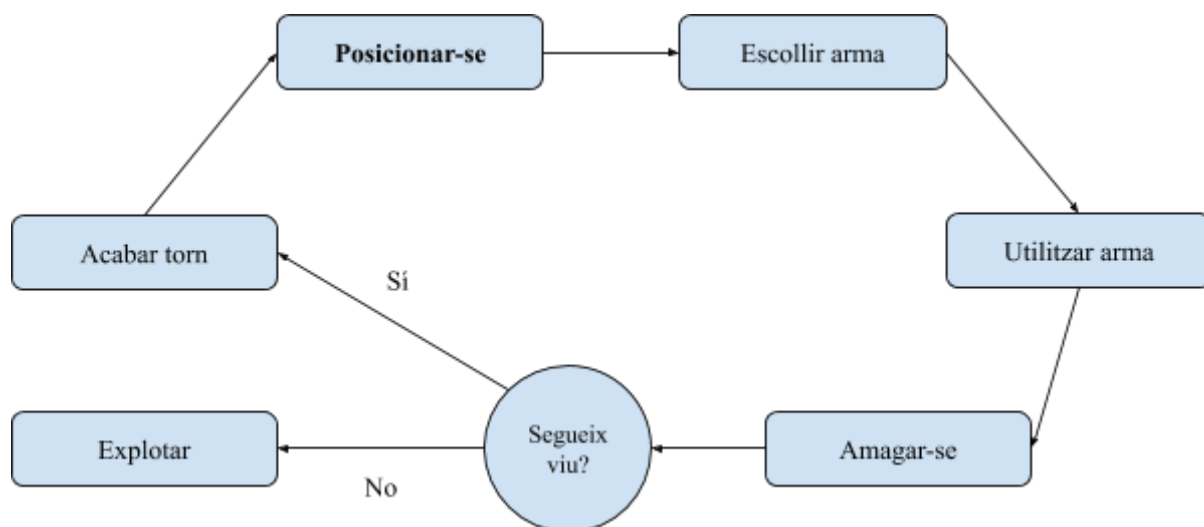 Posicionar-se
Escollir arma
Acabar torn
Utilitzar arma
Sí
Explotar
No
Segueix
viu?
Amagar-se